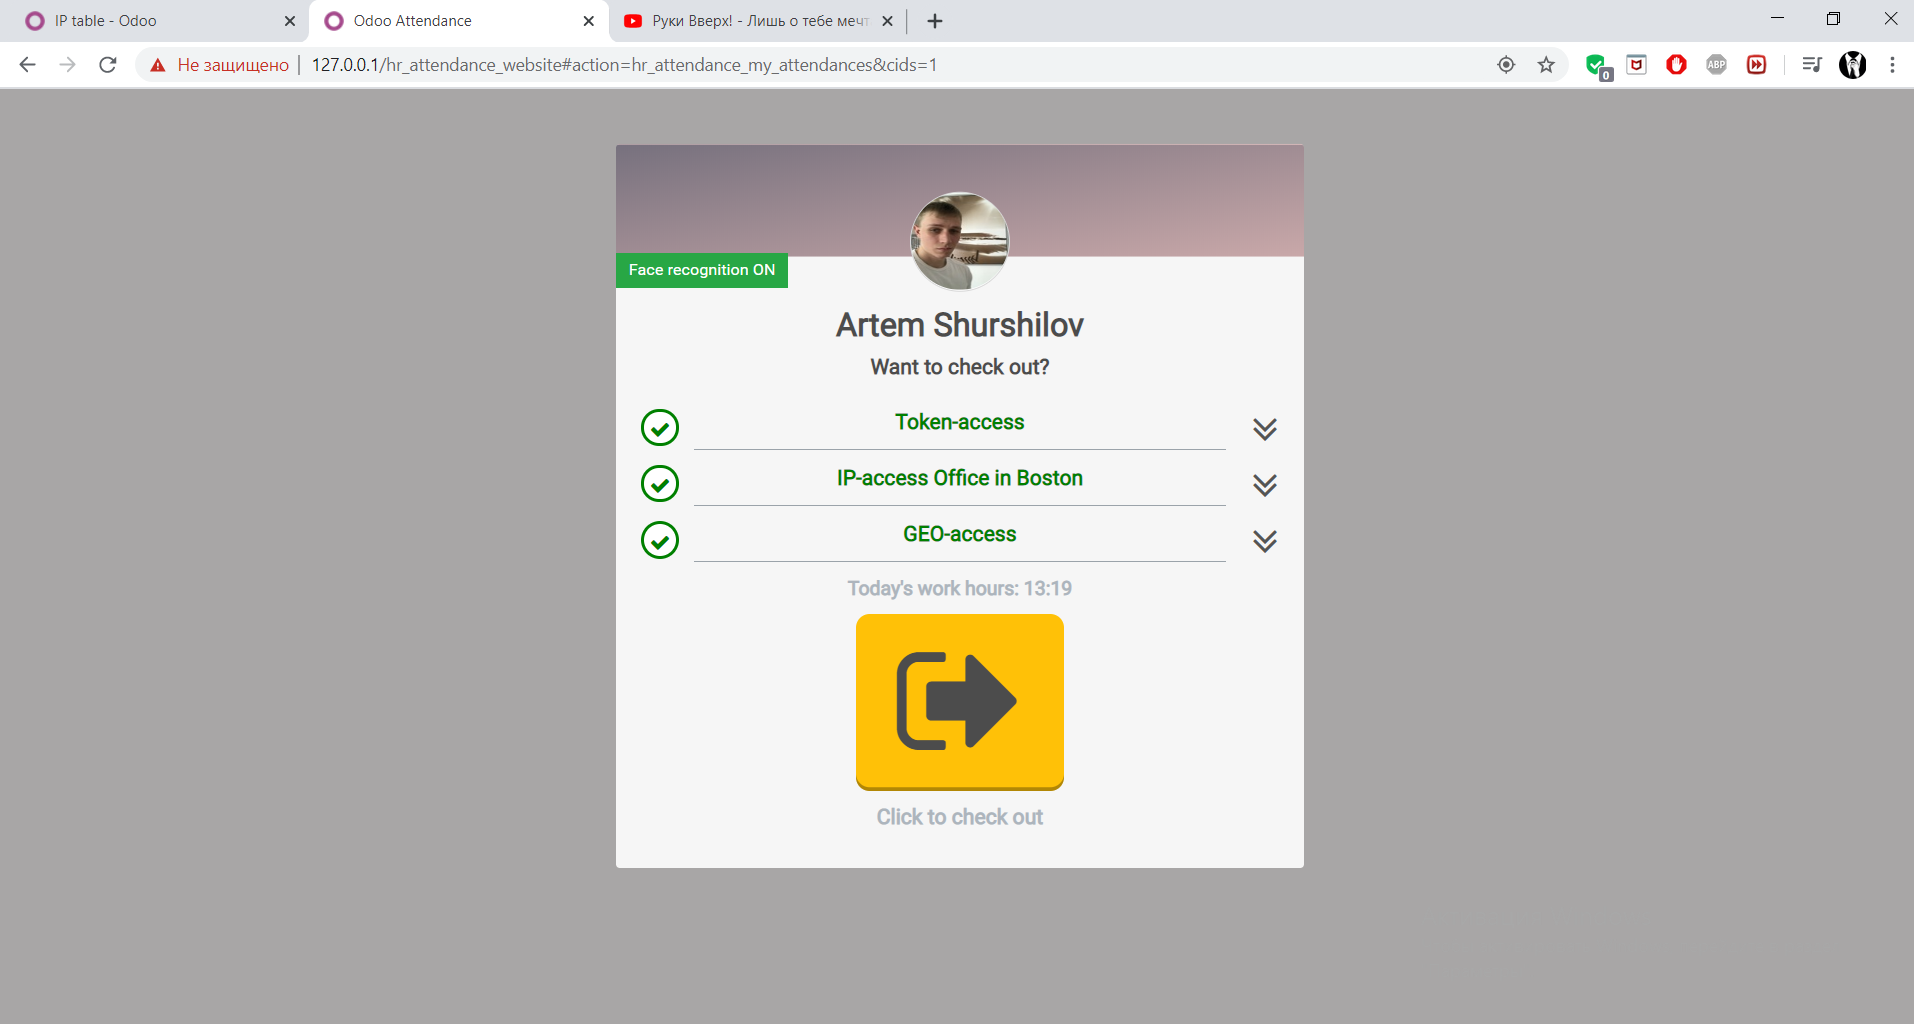 IP table - Odoo
Odoo Attendance
Руки Вверх! - Лишь о тебе мечт
Не защищено
127.0.0.1/hr_attendance_website#action=hr_attendance_my_attendances&cids=1
0
ABP
Face recognition ON
Artem Shurshilov
Want to check out?
Token-access
IP-access Office in Boston
GEO-access
Today's work hours: 13:19
Click to check out